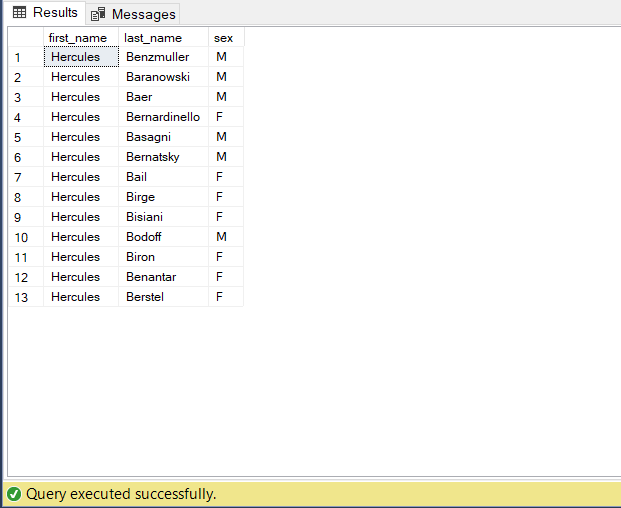 Results Messages
first_name last_name sex
1 Hercules Benzmuller M
2 Hercules Baranowski M
3 Hercules Baer M
4 Hercules Bernardinello F
5 Hercules Basagni M
6 Hercules Bernatsky M
7 Hercules Bail F
8 Hercules Birge F
9 Hercules Bisiani F
10 Hercules Bodoff M
11 Hercules Biron F
12 Hercules Benantar F
13 Hercules Berstel F
Query executed successfully.